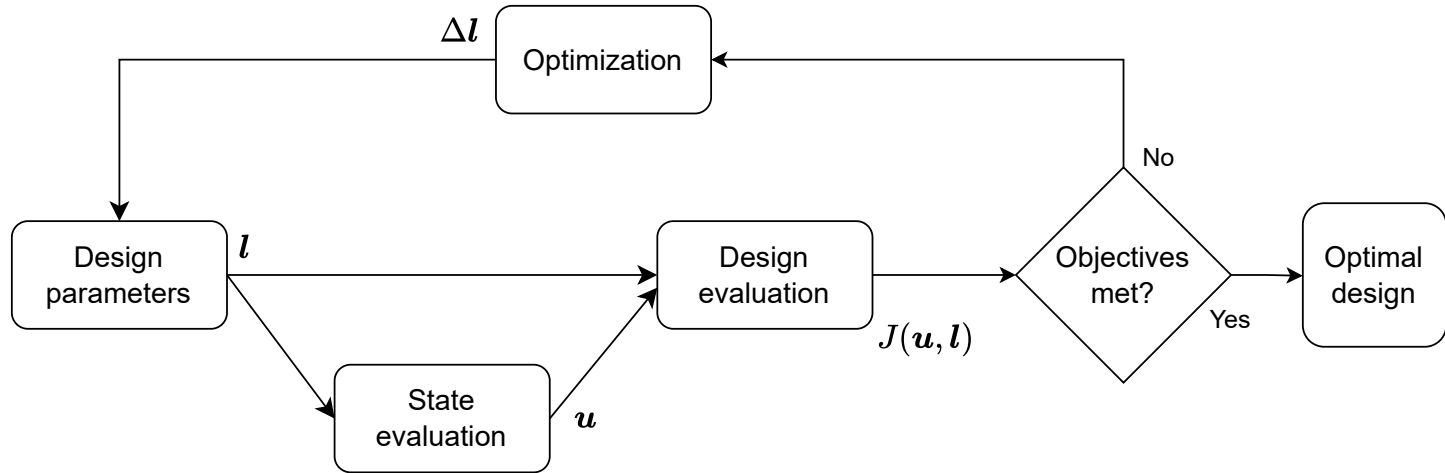 Δl
Optimization
No
Design
parameters
l
Design
evaluation
Objectives
met?
Optimal
design
Yes
J(u, l)
State
evaluation
u